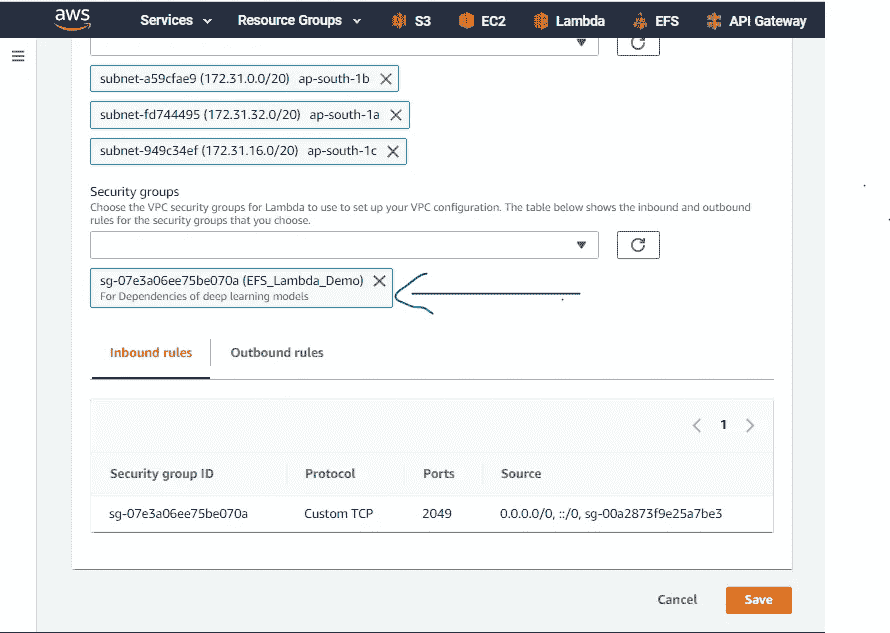 aws Services Resource Groups S3 EC2 Lambda EFS API Gateway
subnet-a59cfae9 (172.31.0.0/20) ap-south-1b
subnet-fd744495 (172.31.32.0/20) ap-south-1a
subnet-949c34ef (172.31.16.0/20) ap-south-1c
Security groups
Choose the VPC security groups for Lambda to use to set up your VPC configuration. The table below shows the inbound and outbound
rules for the security groups that you choose.
sg-07e3a06ee75be070a (EFS_Lambda_Demo)
For Dependencies of deep learning models
Inbound rules Outbound rules
1
Security group ID Protocol Ports Source
sg-07e3a06ee75be070a Custom TCP 2049 0.0.0.0/0, ::/0, sg-00a2873f9e25a7be3
Cancel Save